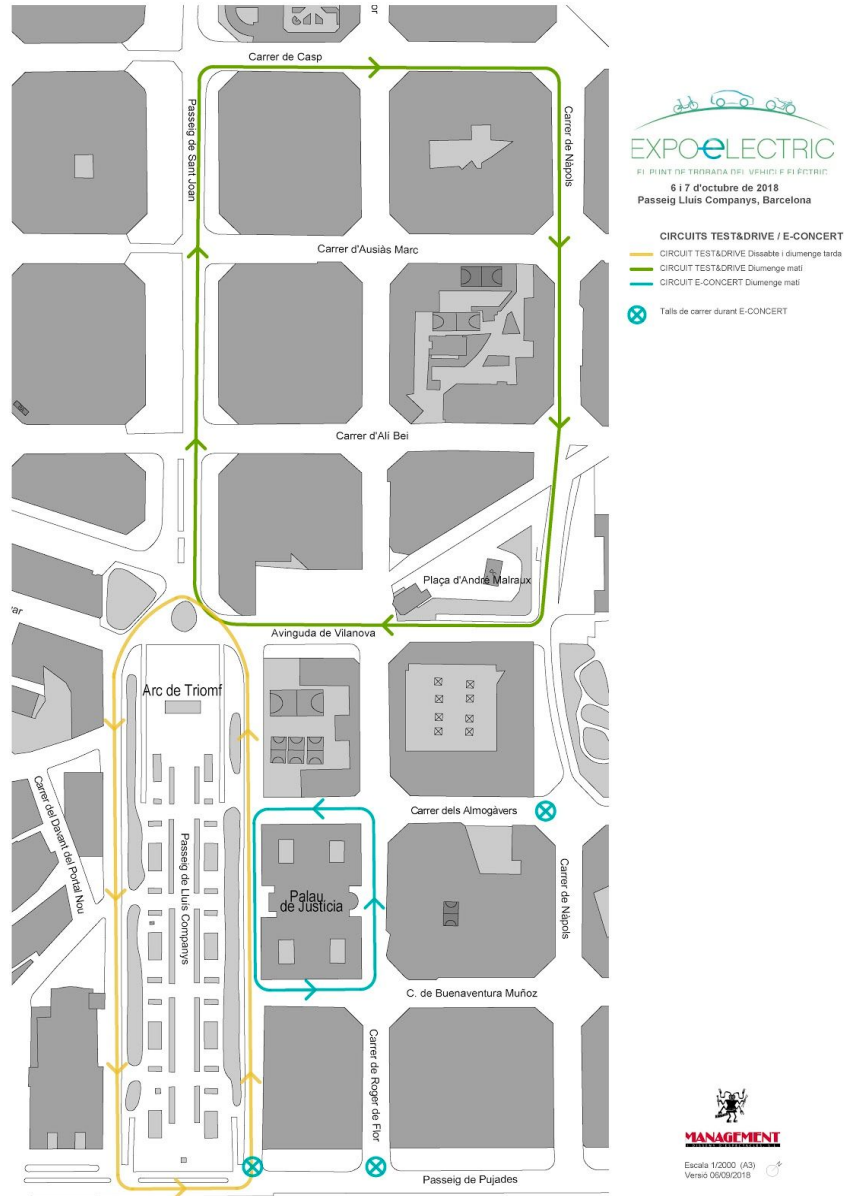 or
Carrer de Casp
Passeig de Sant Joan
Carrer de Nàpols
Carrer d'Ausiàs Marc
Carrer d'Alí Bei
Plaça d'André Malraux
var
Avinguda de Vilanova
Arc de Triomf
Carrer del Davant del Portal Nou
Passeig de Lluís Companys
Carrer dels Almogàvers
Palau
de Justícia
Carrer de Nàpols
C. de Buenaventura Muñoz
Carrer de Roger de Flor
Passeig de Pujades
EXPOeLECTRIC
EL PUNT DE TROBADA DEL VEHICLE ELÈCTRIC
6 i 7 d'octubre de 2018
Passeig Lluís Companys, Barcelona
CIRCUITS TEST&DRIVE / E-CONCERT
CIRCUIT TEST&DRIVE Dissabte i diumenge tarda
CIRCUIT TEST&DRIVE Diumenge matí
CIRCUIT E-CONCERT Diumenge matí
Talls de carrer durant E-CONCERT
MANAGEMENT
Escala 1/2000 (A3)
Versió 06/09/2018